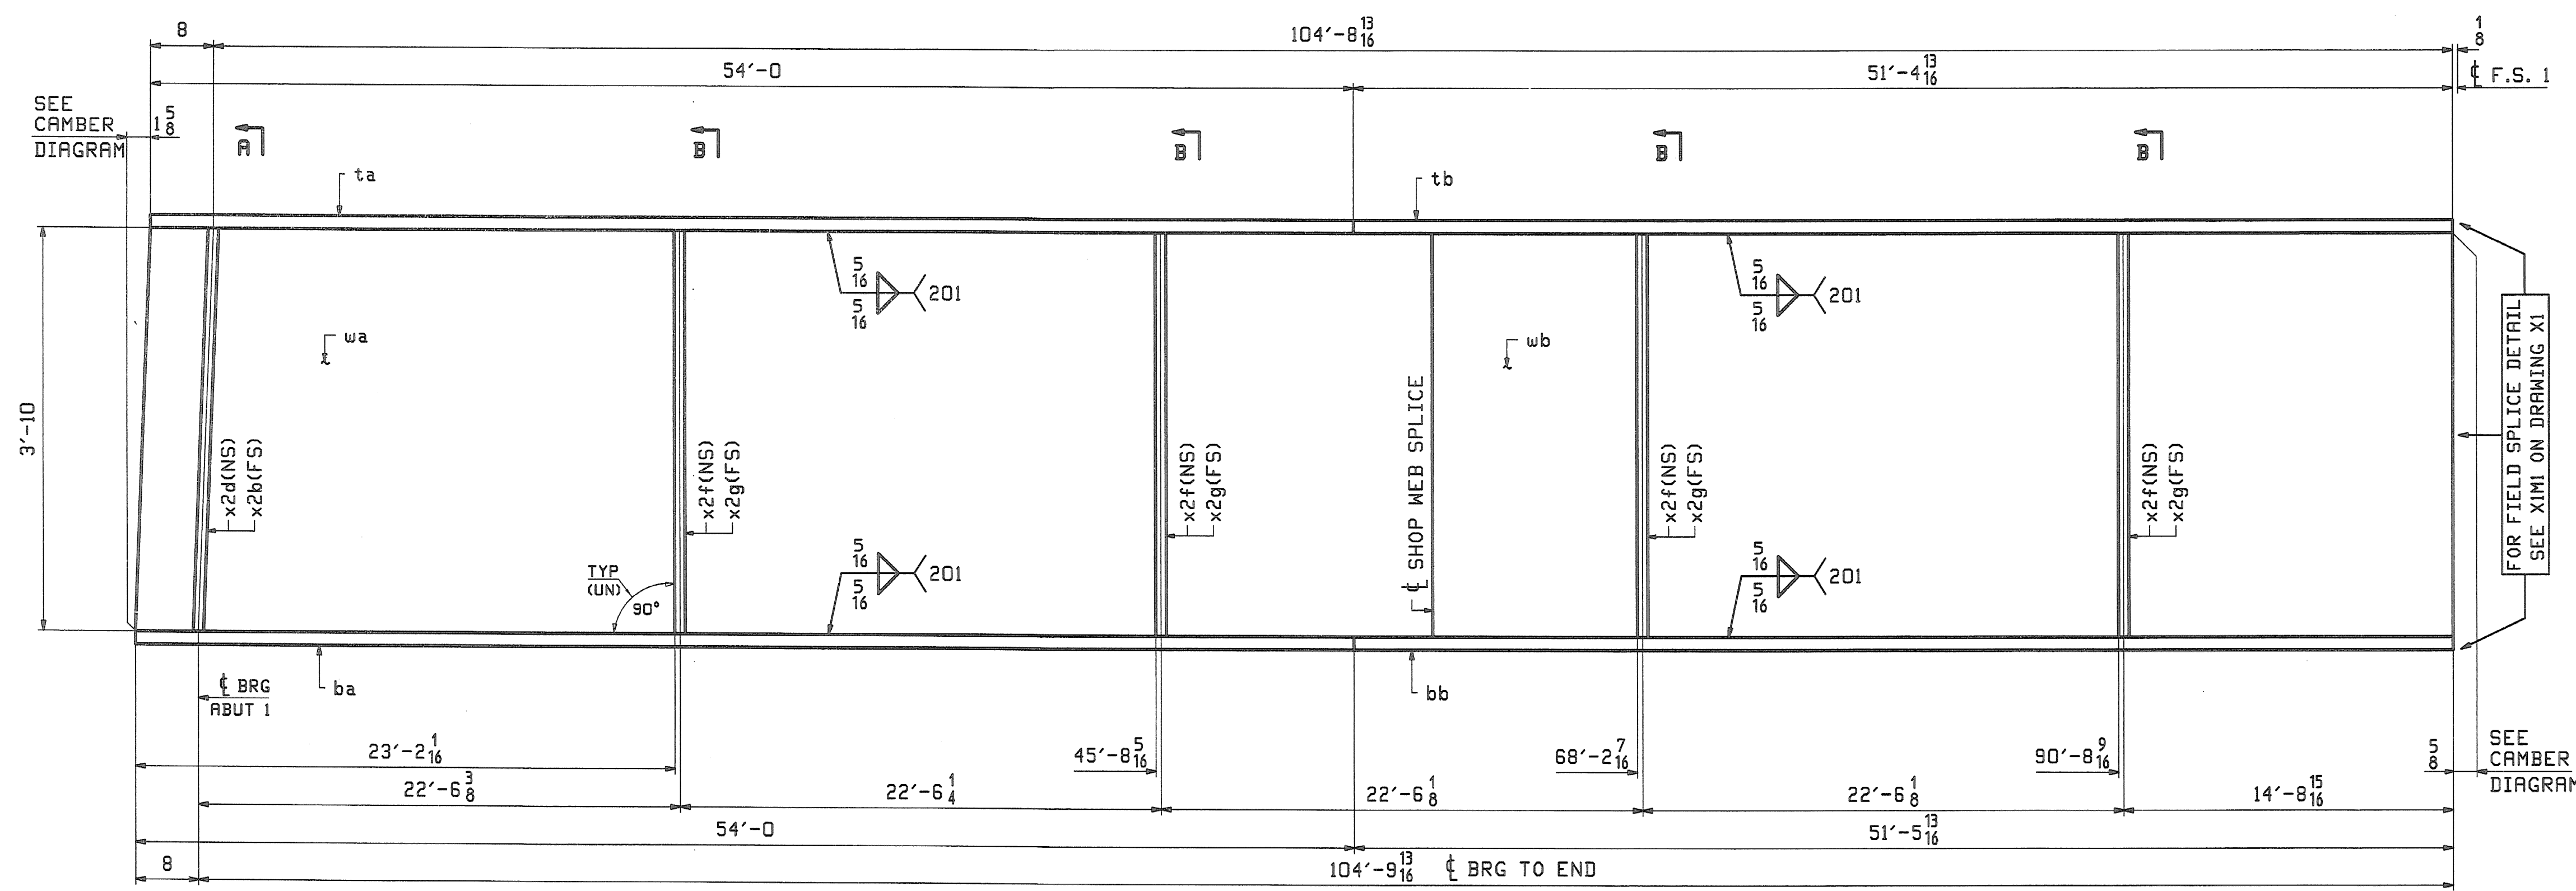 8
104'-8 13/16
1/8
54'-0
51'-4 13/16
℄ F.S. 1
SEE
CAMBER
DIAGRAM
1 5/8
A
B
B
B
B
ta
tb
3'-10
5/16
5/16
201
5/16
5/16
201
wa
wb
x2d(NS)
x2b(FS)
x2f(NS)
x2g(FS)
x2f(NS)
x2g(FS)
℄ SHOP WEB SPLICE
x2f(NS)
x2g(FS)
x2f(NS)
x2g(FS)
FOR FIELD SPLICE DETAIL
SEE X1M1 ON DRAWING X1
TYP
(UN)
90°
5/16
5/16
201
5/16
5/16
201
℄ BRG
ABUT 1
ba
bb
23'-2 1/16
45'-8 5/16
68'-2 7/16
90'-8 9/16
5/8
SEE
CAMBER
DIAGRAM
22'-6 3/8
22'-6 1/4
22'-6 1/8
22'-6 1/8
14'-8 15/16
54'-0
51'-5 13/16
8
104'-9 13/16 ℄ BRG TO END